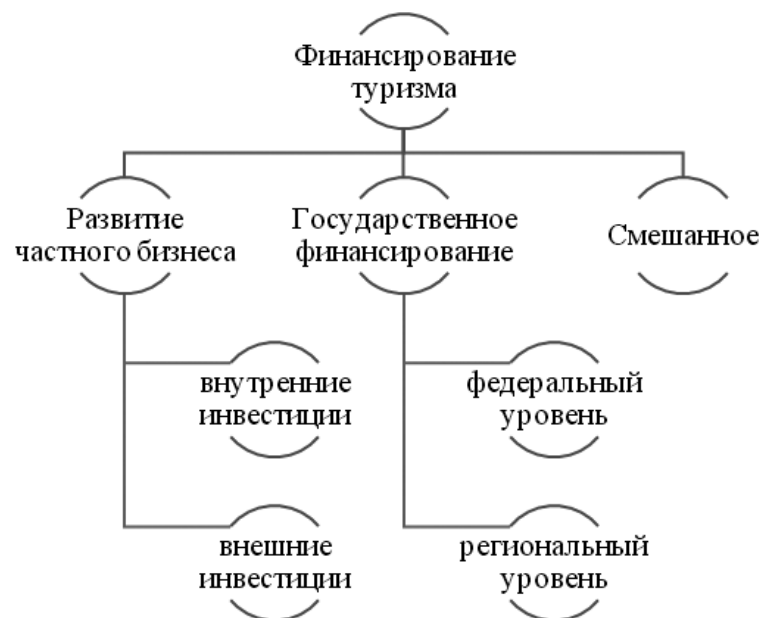 Финансирование
туризма
Развитие
частного бизнеса
Государственное
финансирование
Смешанное
внутренние
инвестиции
федеральный
уровень
внешние
инвестиции
региональный
уровень